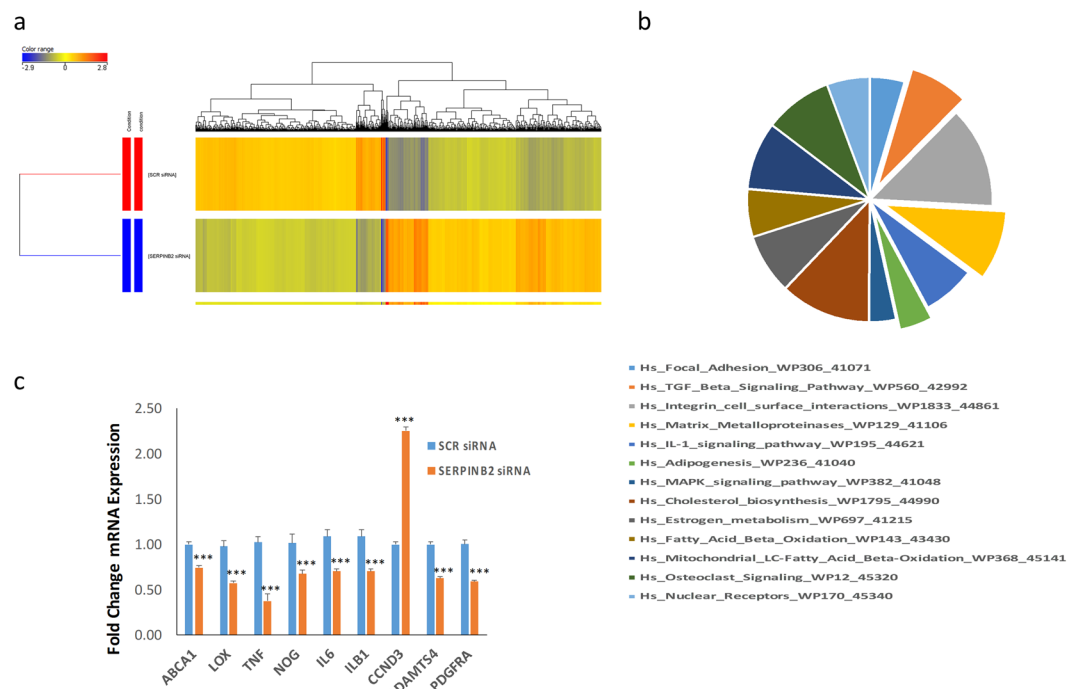 a
b
Color range
-2.9 0 2.8
Condition
condition
[SCR siRNA]
[SERPINB2 siRNA]
Hs_Focal_Adhesion_WP306_41071
Hs_TGF_Beta_Signaling_Pathway_WP560_42992
Hs_Integrin_cell_surface_interactions_WP1833_44861
Hs_Matrix_Metalloproteinases_WP129_41106
Hs_IL-1_signaling_pathway_WP195_44621
Hs_Adipogenesis_WP236_41040
Hs_MAPK_signaling_pathway_WP382_41048
Hs_Cholesterol_biosynthesis_WP1795_44990
Hs_Estrogen_metabolism_WP697_41215
Hs_Fatty_Acid_Beta_Oxidation_WP143_43430
Hs_Mitochondrial_LC-Fatty_Acid_Beta-Oxidation_WP368_45141
Hs_Osteoclast_Signaling_WP12_45320
Hs_Nuclear_Receptors_WP170_45340
c
Fold Change mRNA Expression
2.50
2.00
1.50
1.00
0.50
0.00
SCR siRNA
SERPINB2 siRNA
***
***
***
***
***
***
***
***
***
ABCA1
LOX
TNF
NOG
IL6
ILB1
CCND3
DAMTS4
PDGFRA